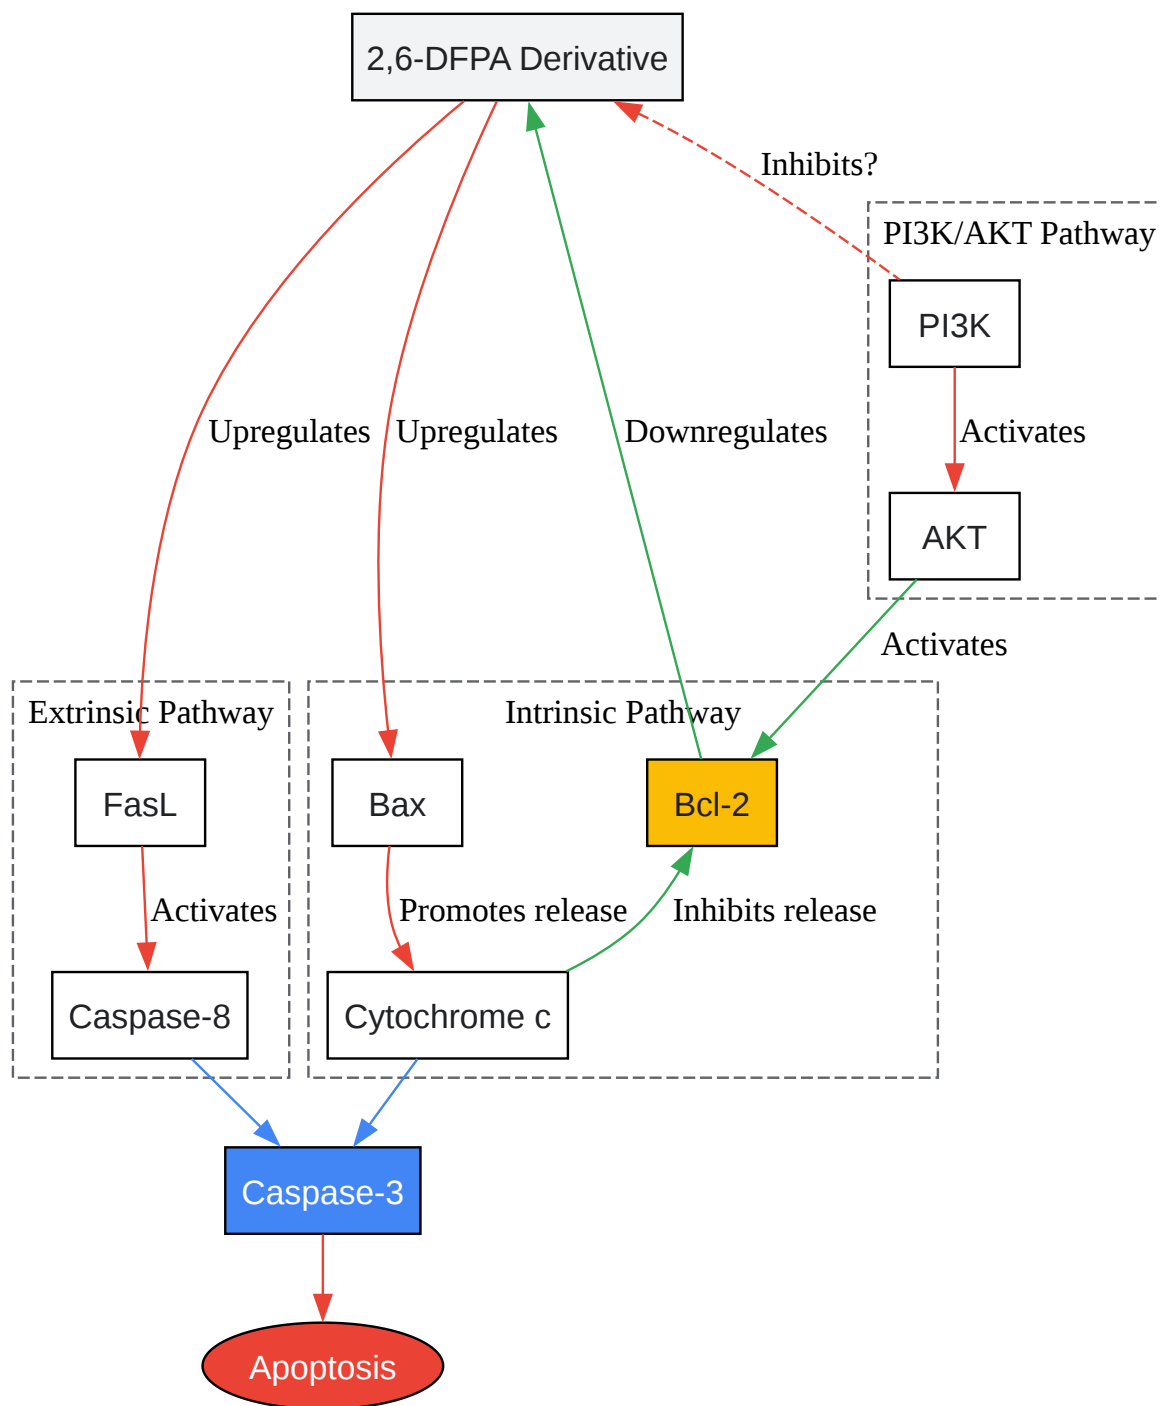 2,6-DFPA Derivative
Inhibits?
PI3K/AKT Pathway
PI3K
Upregulates
Upregulates
Downregulates
Activates
AKT
Activates
Extrinsic Pathway
Intrinsic Pathway
FasL
Bax
Bcl-2
Activates
Promotes release
Inhibits release
Caspase-8
Cytochrome c
Caspase-3
Apoptosis